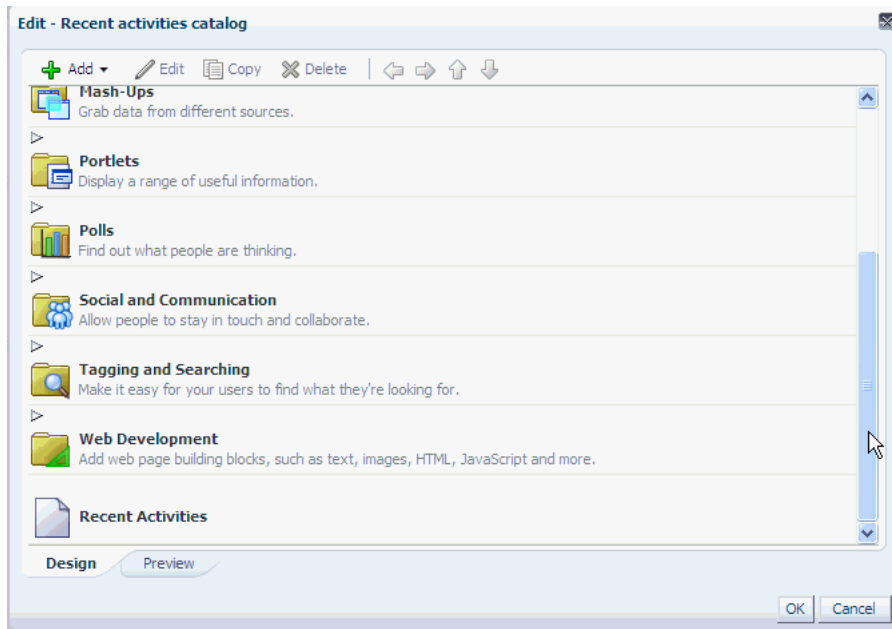 Edit - Recent activities catalog
Add Edit Copy Delete
Mash-Ups
Grab data from different sources.
Portlets
Display a range of useful information.
Polls
Find out what people are thinking.
Social and Communication
Allow people to stay in touch and collaborate.
Tagging and Searching
Make it easy for your users to find what they're looking for.
Web Development
Add web page building blocks, such as text, images, HTML, JavaScript and more.
Recent Activities
Design Preview
OK Cancel